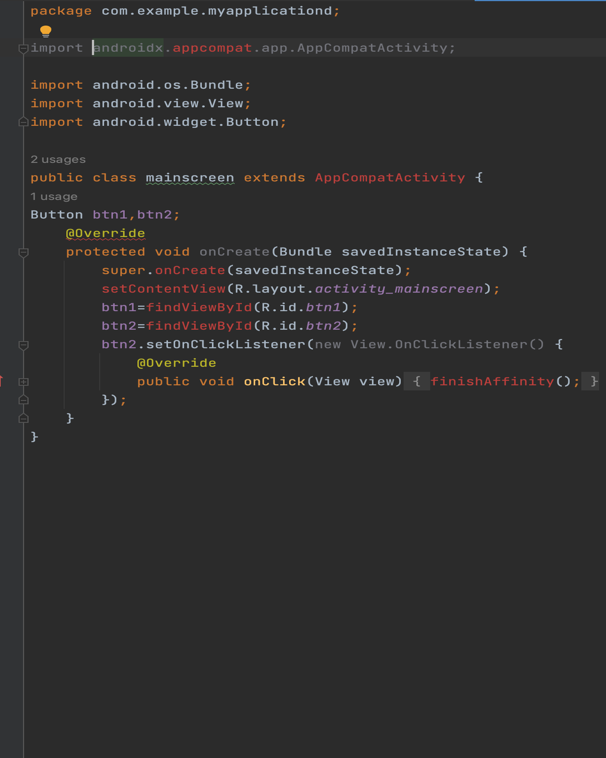 package com.example.myapplicationd;
import androidx.appcompat.app.AppCompatActivity;
import android.os.Bundle;
import android.view.View;
import android.widget.Button;
2 usages
public class mainscreen extends AppCompatActivity {
1 usage
Button btn1,btn2;
@Override
protected void onCreate(Bundle savedInstanceState) {
super.onCreate(savedInstanceState);
setContentView(R.layout.activity_mainscreen);
btn1=findViewById(R.id.btn1);
btn2=findViewById(R.id.btn2);
btn2.setOnClickListener(new View.OnClickListener() {
@Override
public void onClick(View view) { finishAffinity(); }
});
}
}